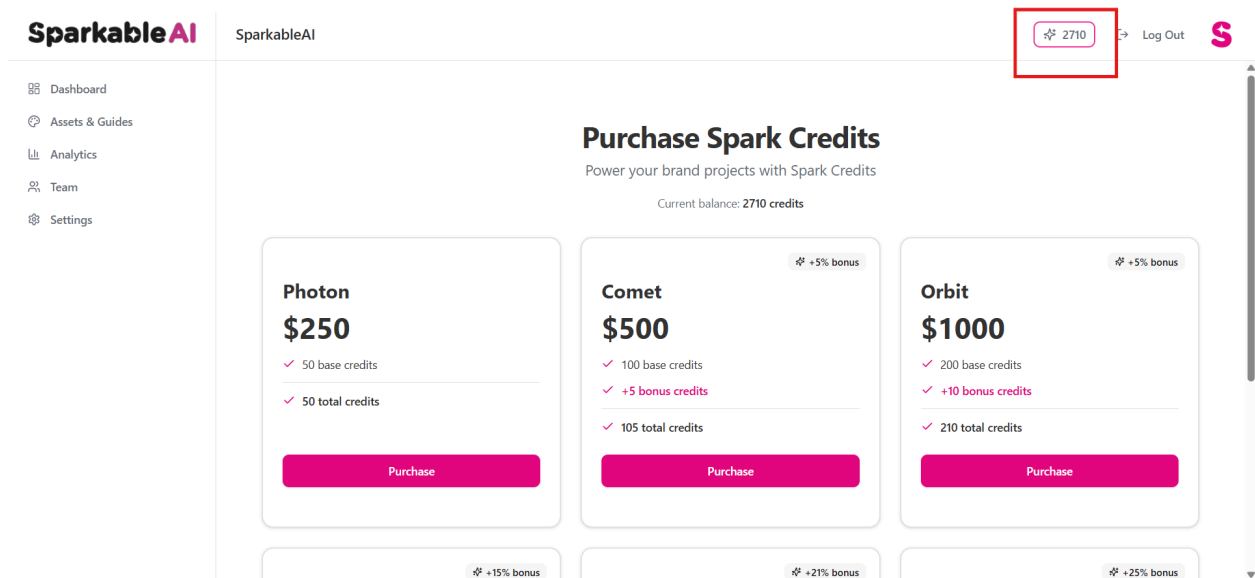 SparkableAI
SparkableAI
2710
Log Out
S
Dashboard
Assets & Guides
Analytics
Team
Settings
Purchase Spark Credits
Power your brand projects with Spark Credits
Current balance: 2710 credits
Photon
$250
50 base credits
50 total credits
Purchase
+5% bonus
Comet
$500
100 base credits
+5 bonus credits
105 total credits
Purchase
+5% bonus
Orbit
$1000
200 base credits
+10 bonus credits
210 total credits
Purchase
+15% bonus
+21% bonus
+25% bonus